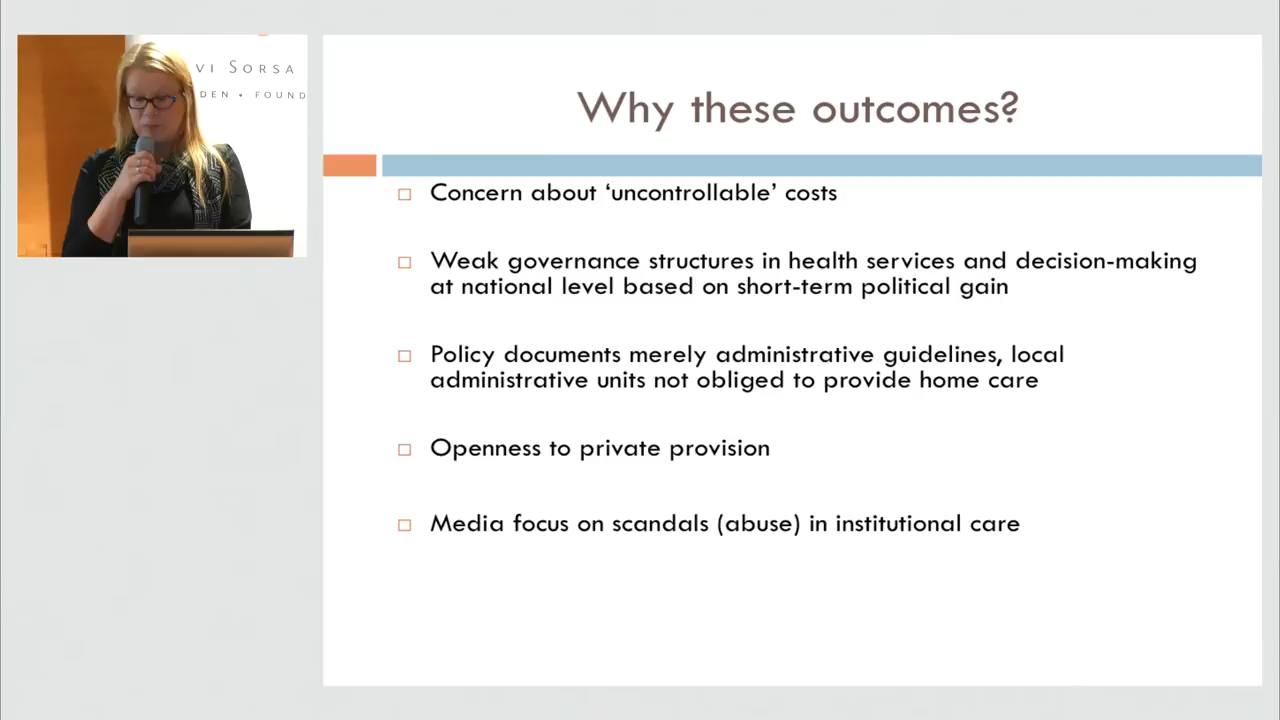 VI SORSA
DEN • FOUND
Why these outcomes?
Concern about ‘uncontrollable’ costs
Weak governance structures in health services and decision-making
at national level based on short-term political gain
Policy documents merely administrative guidelines, local
administrative units not obliged to provide home care
Openness to private provision
Media focus on scandals (abuse) in institutional care